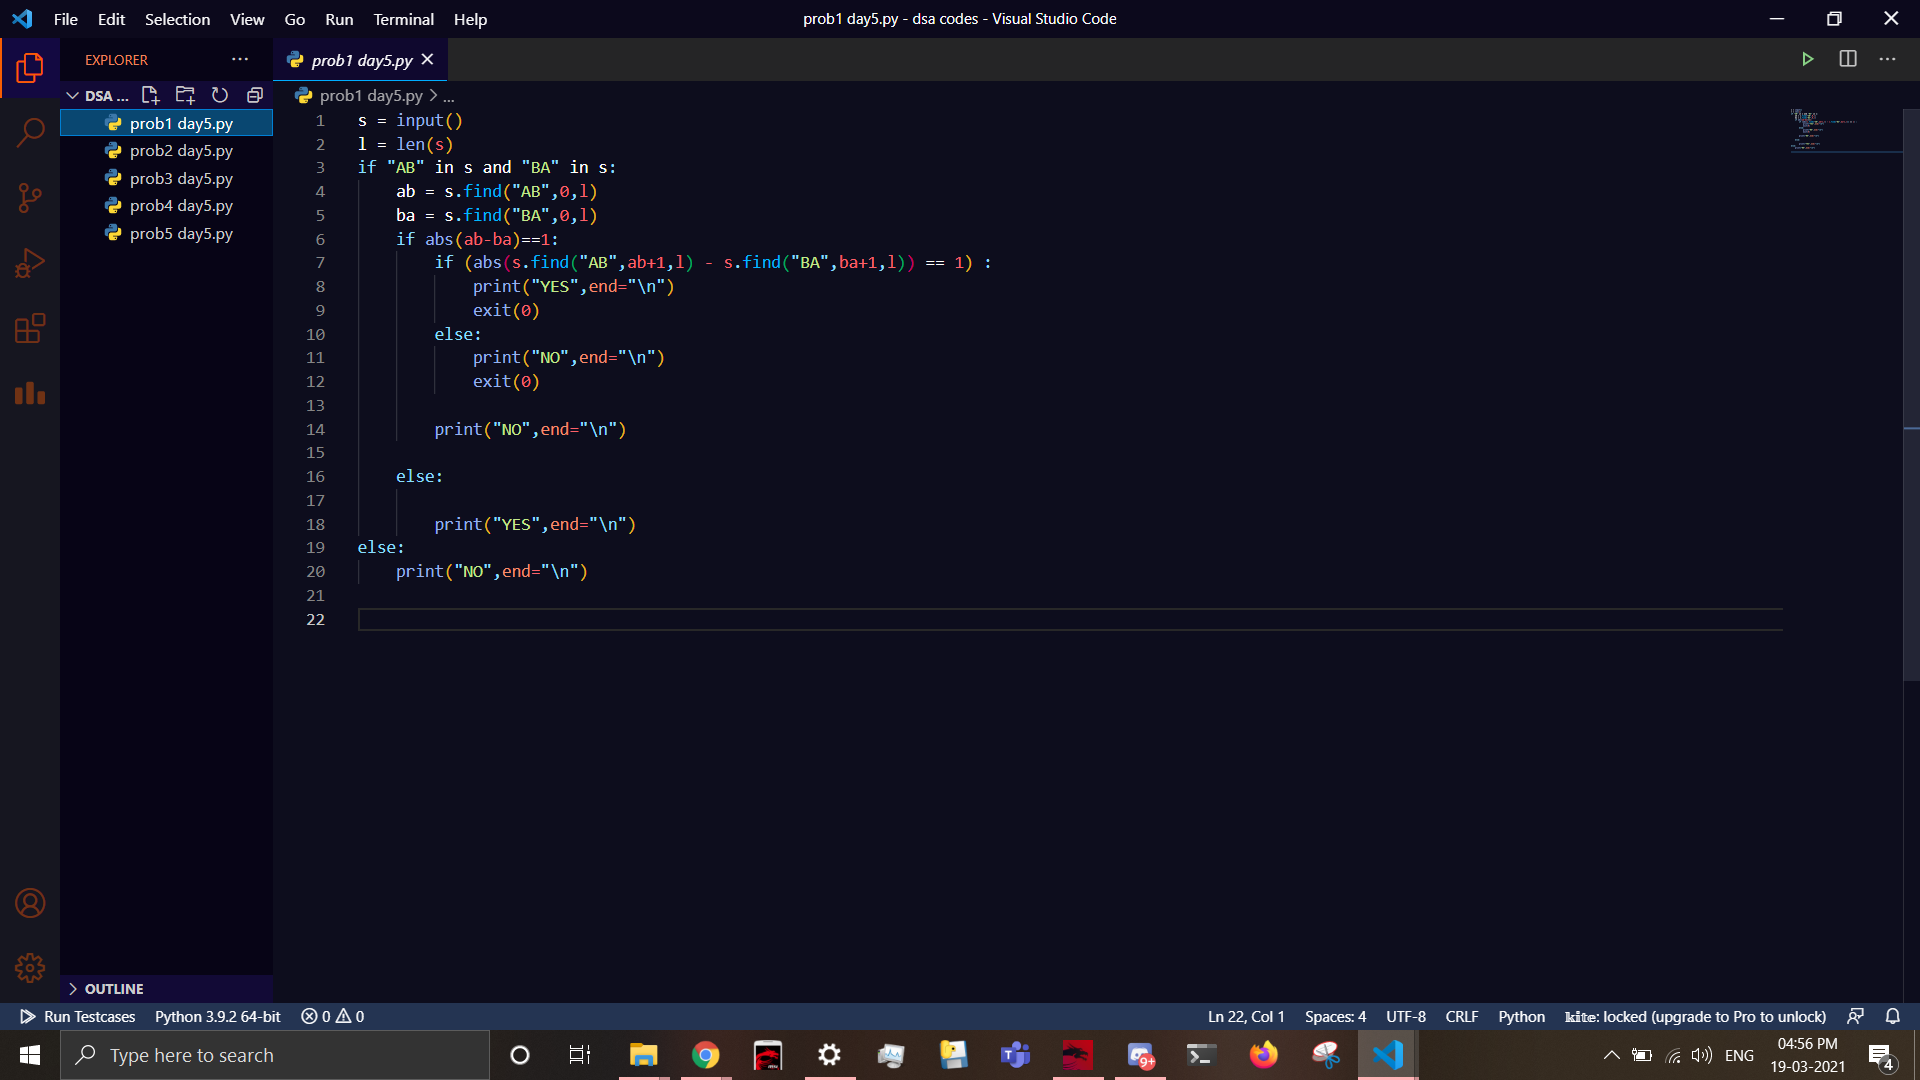 File Edit Selection View Go Run Terminal Help
prob1 day5.py - dsa codes - Visual Studio Code
EXPLORER
prob1 day5.py
DSA ...
prob1 day5.py
prob2 day5.py
prob3 day5.py
prob4 day5.py
prob5 day5.py
prob1 day5.py > ...
1 s = input()
2 l = len(s)
3 if "AB" in s and "BA" in s:
4 ab = s.find("AB",0,l)
5 ba = s.find("BA",0,l)
6 if abs(ab-ba)==1:
7 if (abs(s.find("AB",ab+1,l) - s.find("BA",ba+1,l)) == 1) :
8 print("YES",end="\n")
9 exit(0)
10 else:
11 print("NO",end="\n")
12 exit(0)
13
14 print("NO",end="\n")
15
16 else:
17
18 print("YES",end="\n")
19 else:
20 print("NO",end="\n")
21
22
OUTLINE
Run Testcases Python 3.9.2 64-bit 0 0
Ln 22, Col 1 Spaces: 4 UTF-8 CRLF Python kite: locked (upgrade to Pro to unlock)
Type here to search
9+
ENG
04:56 PM
19-03-2021
4